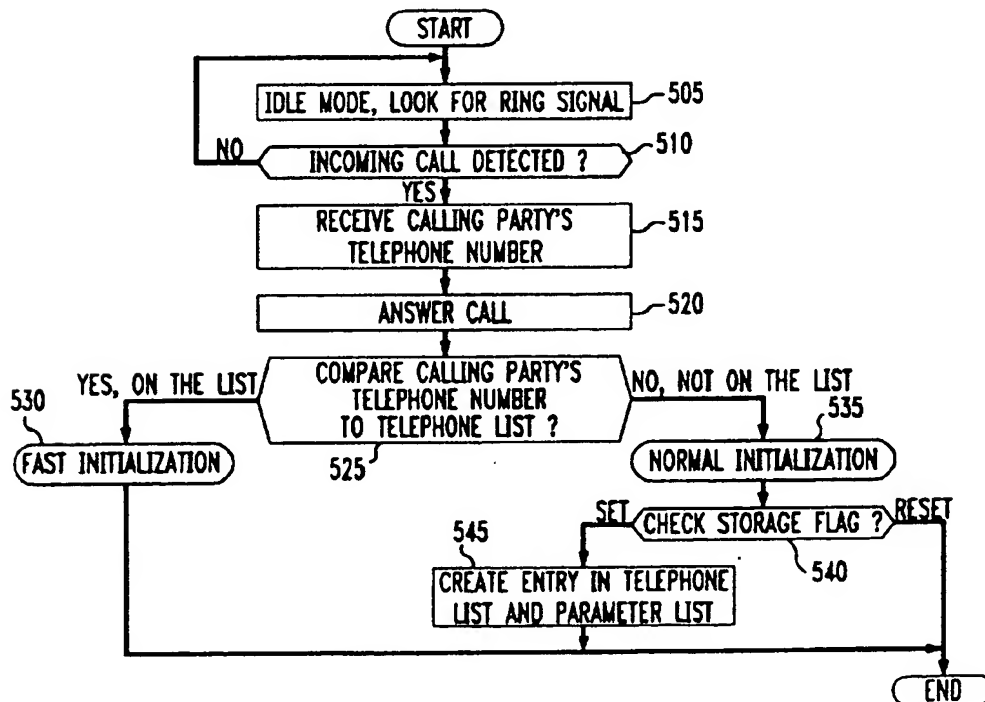 START
IDLE MODE, LOOK FOR RING SIGNAL
505
NO
INCOMING CALL DETECTED ?
510
YES
RECEIVE CALLING PARTY'S
TELEPHONE NUMBER
515
ANSWER CALL
520
YES, ON THE LIST
COMPARE CALLING PARTY'S
TELEPHONE NUMBER
TO TELEPHONE LIST ?
NO, NOT ON THE LIST
525
530
FAST INITIALIZATION
535
NORMAL INITIALIZATION
SET
CHECK STORAGE FLAG ?
RESET
540
545
CREATE ENTRY IN TELEPHONE
LIST AND PARAMETER LIST
END